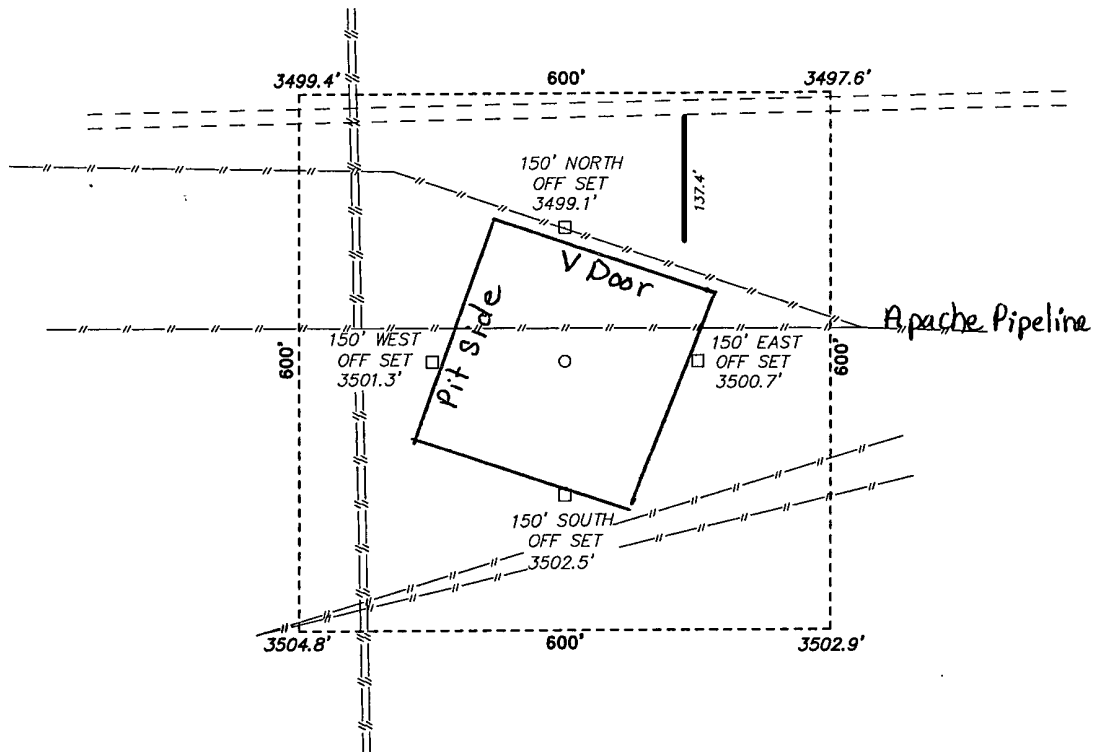 3499.4'
600'
3497.6'
150' NORTH
OFF SET
3499.1'
137.4'
V Door
Pit Side
Apache Pipeline
150' WEST
OFF SET
3501.3'
600'
150' EAST
OFF SET
3500.7'
600'
150' SOUTH
OFF SET
3502.5'
3504.8'
600'
3502.9'